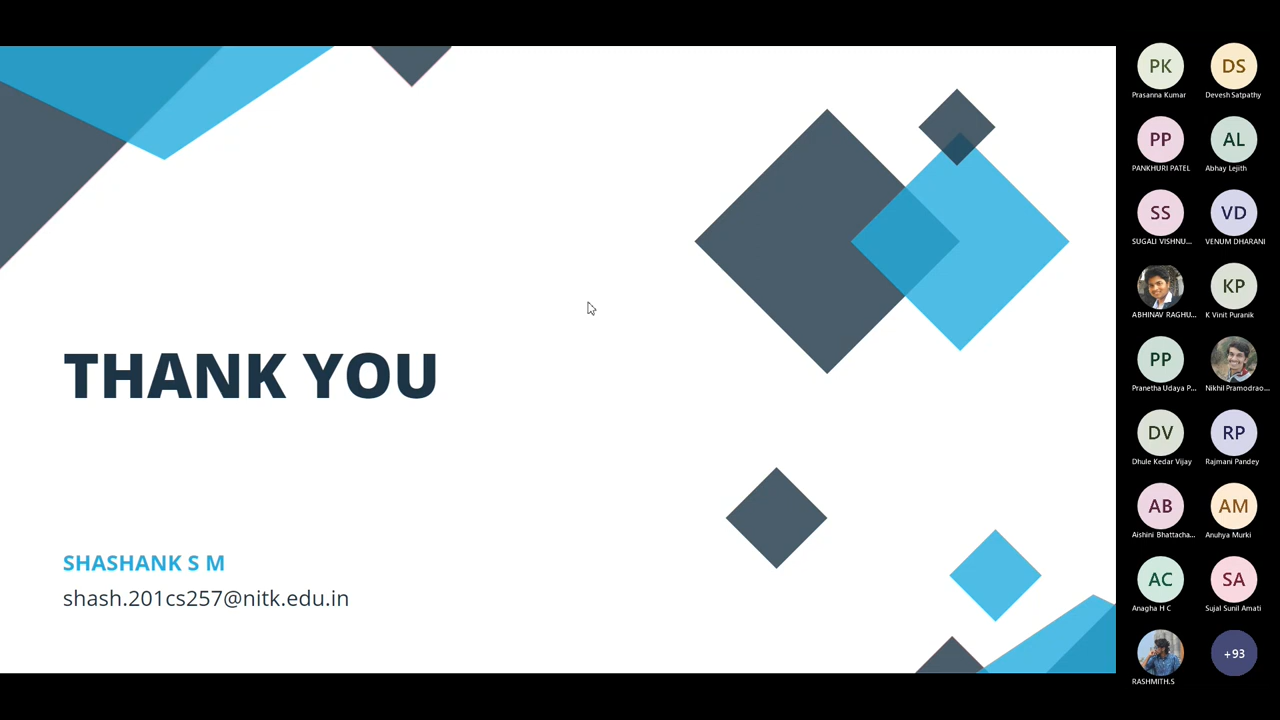 THANK YOU
SHASHANK S M
shash.201cs257@nitk.edu.in
PK
Prasanna Kumar
DS
Devesh Satpathy
PP
PANKHURI PATEL
AL
Abhay Lejith
SS
SUGALI VISHNU...
VD
VENUM DHARANI
ABHINAV RAGHU...
KP
K Vinit Puranik
PP
Pranetha Udaya P...
Nikhil Pramodrao...
DV
Dhule Kedar Vijay
RP
Rajmani Pandey
AB
Aishini Bhattacha...
AM
Anuhya Murki
AC
Anagha H C
SA
Sujal Sunil Amati
RASHMITH.S
+93